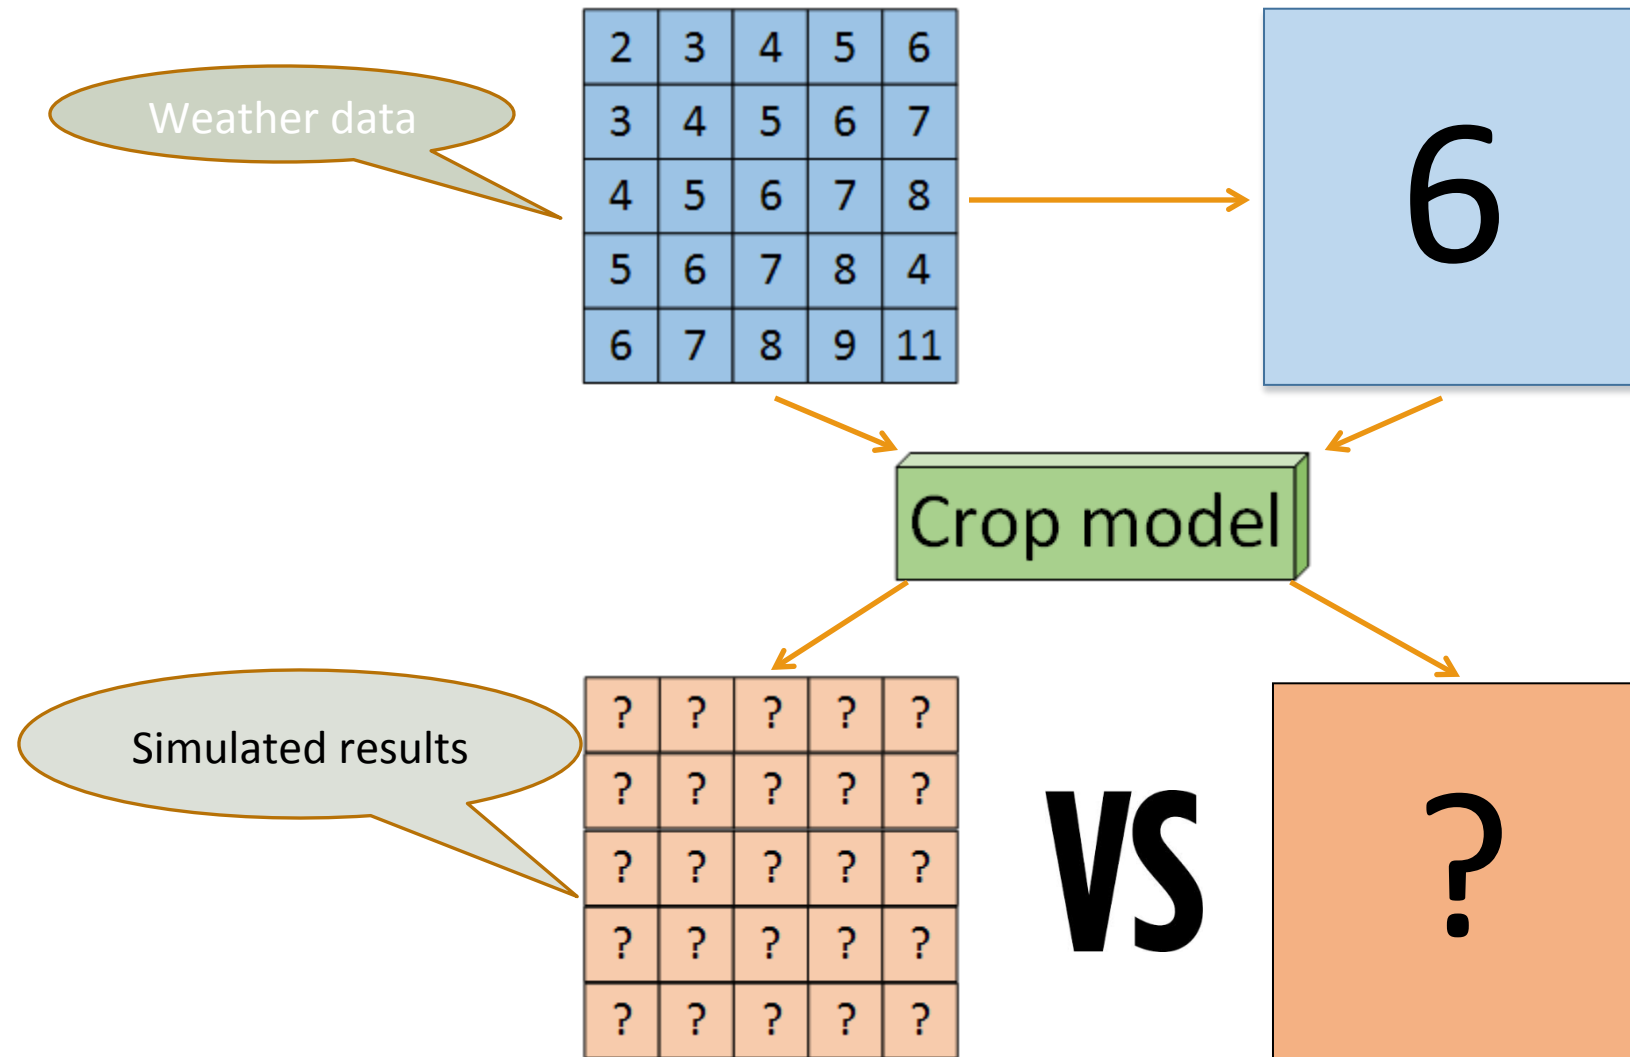 2 3 4 5 6
Weather data
3 4 5 6 7
4 5 6 7 8
6
5 6 7 8 4
6 7 8 9 11
Crop model
? ? ? ? ?
Simulated results
? ? ? ? ?
? ? ? ? ?
VS
?
? ? ? ? ?
? ? ? ? ?